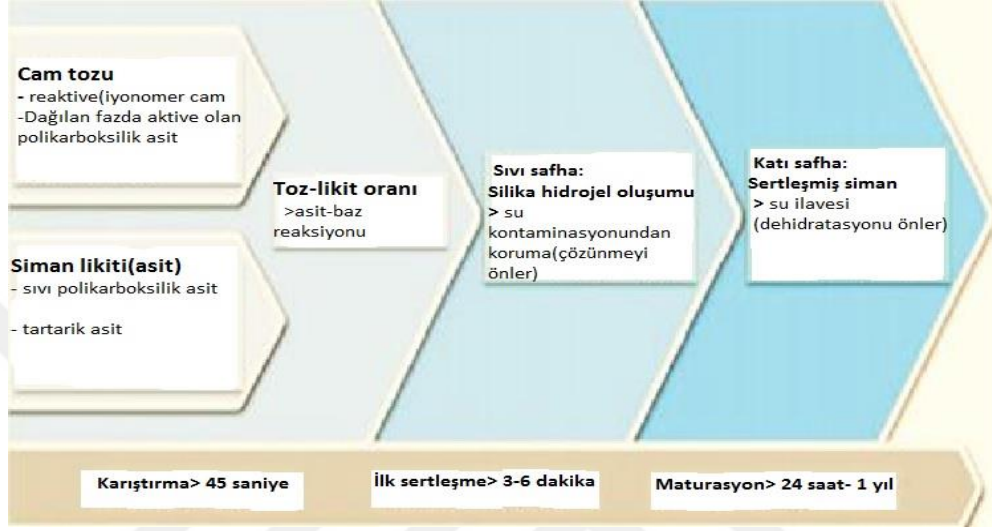 Cam tozu
- reaktive(iyonomer cam
-Dağılan fazda aktive olan
polikarboksilik asit
Siman likiti(asit)
- sıvı polikarboksilik asit
- tartarik asit
Toz-likit oranı
>asit-baz
reaksiyonu
Sıvı safha:
Silika hidrojel oluşumu
> su
kontaminasyonundan
koruma(çözünmeyi
önler)
Katı safha:
Sertleşmiş siman
> su ilavesi
(dehidratasyonu önler)
Karıştırma> 45 saniye
İlk sertleşme> 3-6 dakika
Maturasyon> 24 saat- 1 yıl